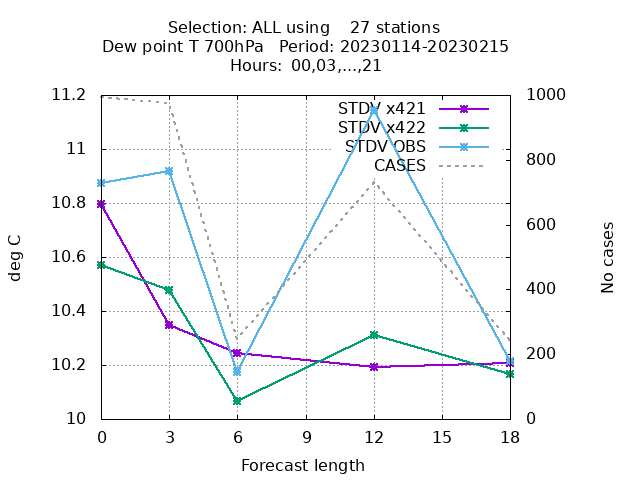 Selection: ALL using    27 stations
Dew point T 700hPa   Period: 20230114-20230215
Hours:  00,03,...,21
STDV x421
STDV x422
STDV OBS
CASES
11.2
11
10.8
10.6
10.4
10.2
10
1000
800
600
400
200
0
deg C
No cases
0 3 6 9 12 15 18
Forecast length